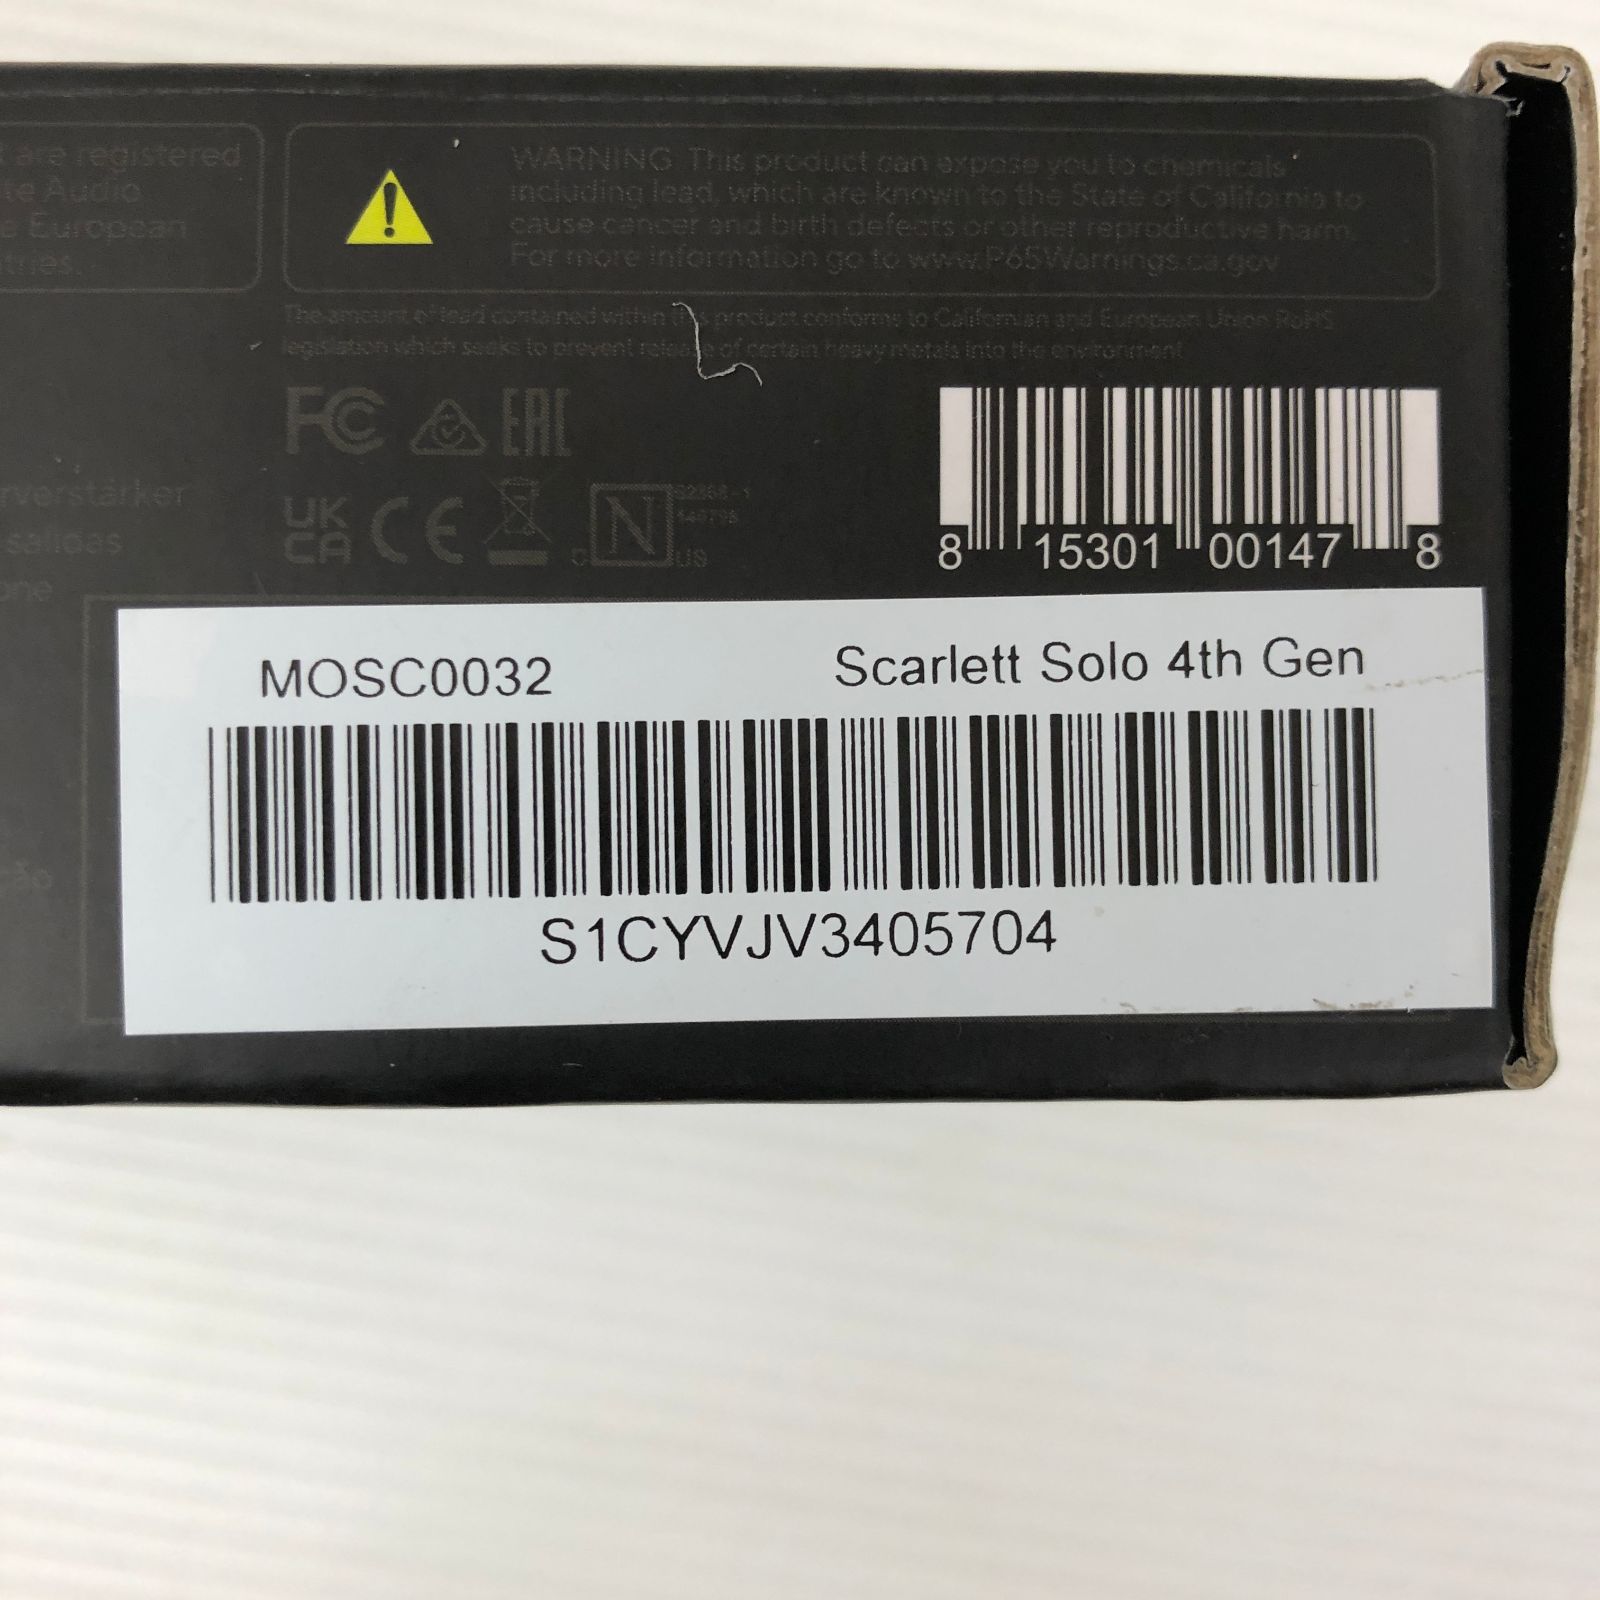 are registered
te Audio
e European
tries.
WARNING This product can expose you to chemicals
including lead, which are known to the State of California to
cause cancer and birth defects or other reproductive harm.
For more information go to www.P65Warnings.ca.gov
The amount of lead contained within this product conforms to Californian and European Union RoHS
legislation which seeks to prevent release of certain heavy metals into the environment
FC
EAC
rverstärker
salidas
one
UK
CA
CE
N
C
US
8 15301 00147 8
MOSC0032
Scarlett Solo 4th Gen
S1CYVJV3405704
ão